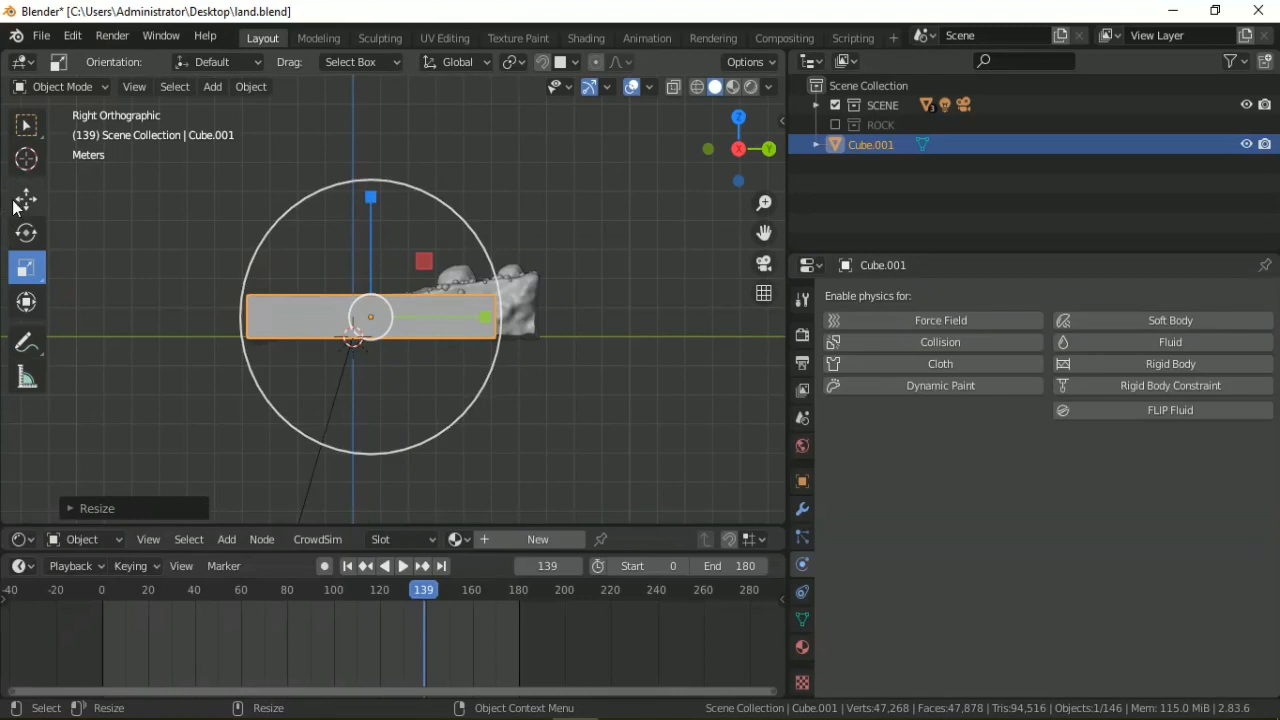 Blender* [C:\Users\Administrator\Desktop\land.blend]
File Edit Render Window Help Layout Modeling Sculpting UV Editing Texture Paint Shading Animation Rendering Compositing Scripting + Scene View Layer
Orientation: Default Drag: Select Box Global Options
Object Mode View Select Add Object
Right Orthographic
(139) Scene Collection | Cube.001
Meters
Z
X
Y
Resize
Scene Collection
SCENE 3
ROCK
Cube.001
Cube.001
Enable physics for:
Force Field Soft Body
Collision Fluid
Cloth Rigid Body
Dynamic Paint Rigid Body Constraint
FLIP Fluid
Object View Select Add Node CrowdSim Slot + New
Playback Keying View Marker 139 Start 0 End 180
-40 -20 0 20 40 60 80 100 120 139 160 180 200 220 240 260 280
Select Resize Resize Object Context Menu Scene Collection | Cube.001 | Verts:47,268 | Faces:47,878 | Tris:94,516 | Objects:1/146 | Mem: 115.0 MiB | 2.83.6